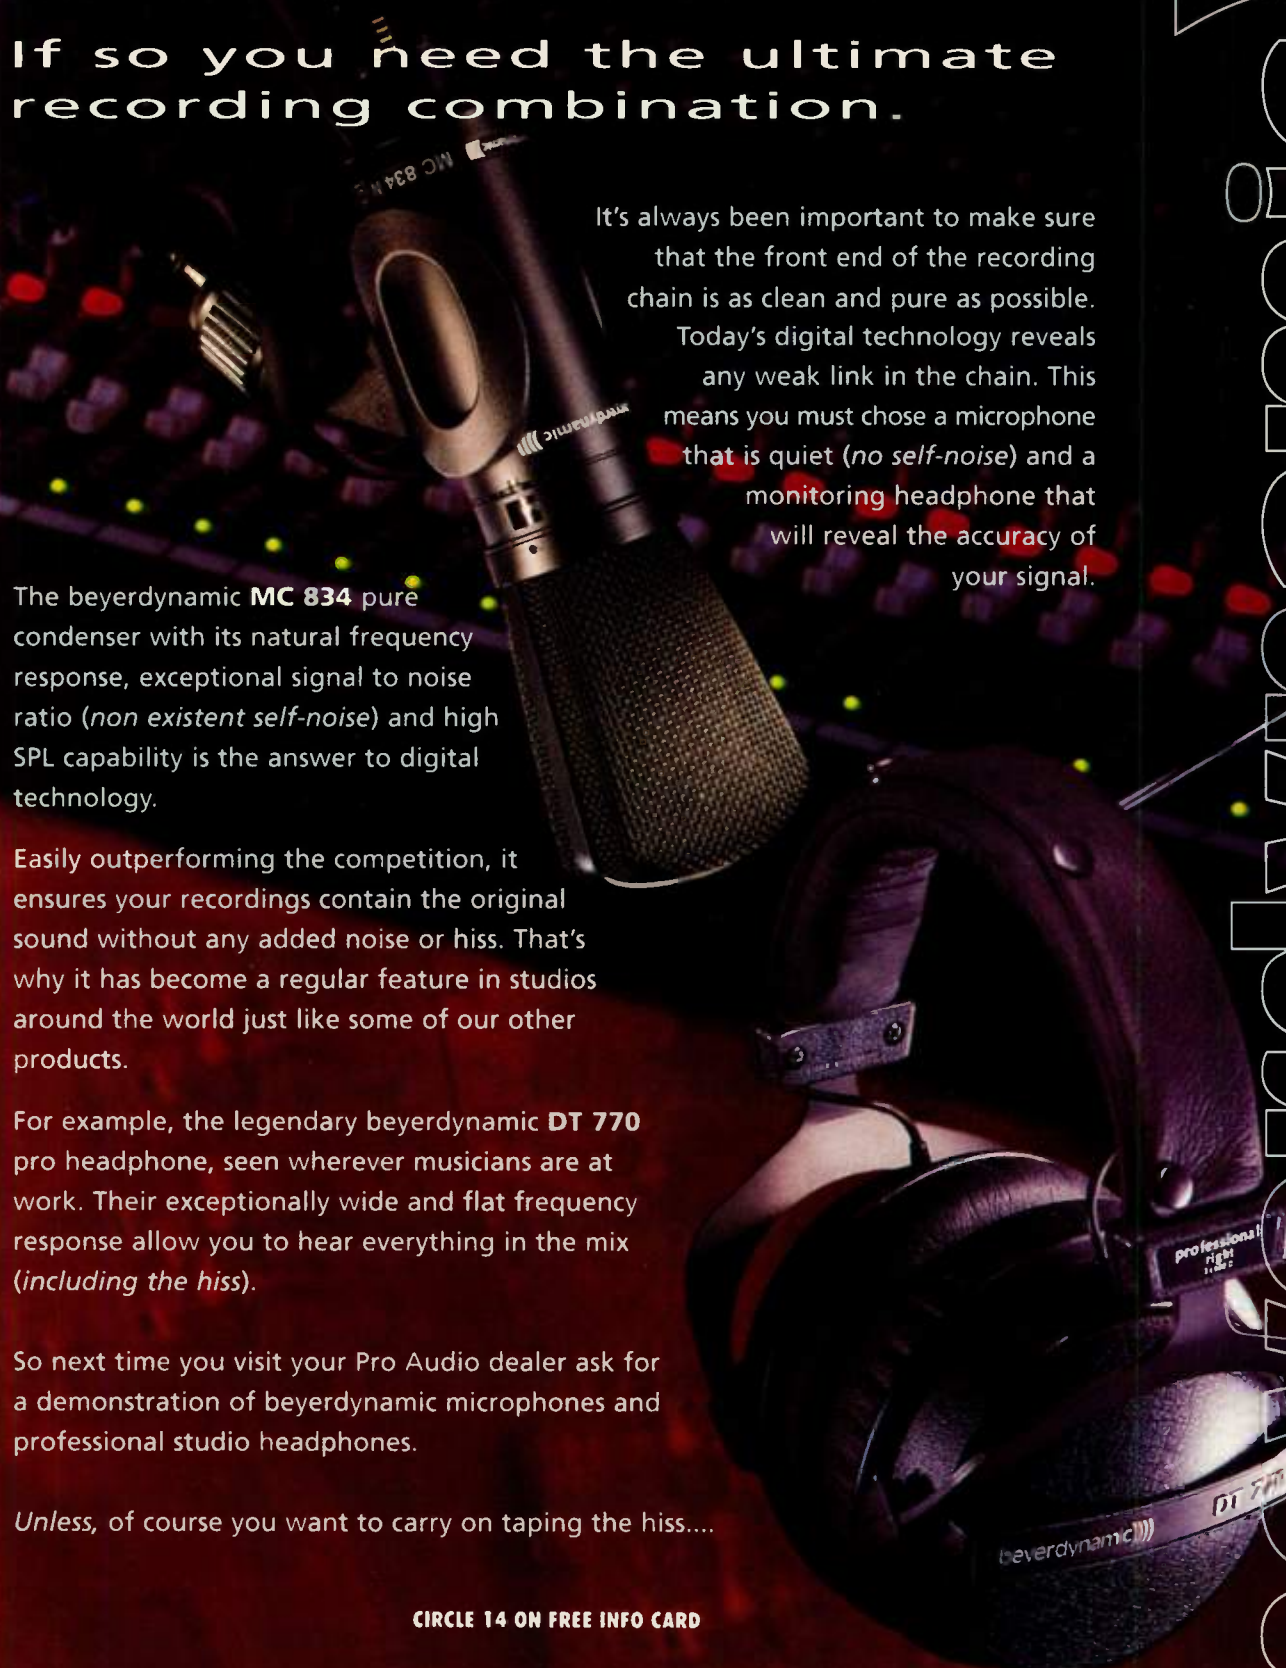 If so you need the ultimate
recording combination.
MC 834
beyerdynamic
It's always been important to make sure
that the front end of the recording
chain is as clean and pure as possible.
Today's digital technology reveals
any weak link in the chain. This
means you must chose a microphone
that is quiet (no self-noise) and a
monitoring headphone that
will reveal the accuracy of
your signal.
The beyerdynamic MC 834 pure
condenser with its natural frequency
response, exceptional signal to noise
ratio (non existent self-noise) and high
SPL capability is the answer to digital
technology.
Easily outperforming the competition, it
ensures your recordings contain the original
sound without any added noise or hiss. That's
why it has become a regular feature in studios
around the world just like some of our other
products.
For example, the legendary beyerdynamic DT 770
pro headphone, seen wherever musicians are at
work. Their exceptionally wide and flat frequency
response allow you to hear everything in the mix
(including the hiss).
So next time you visit your Pro Audio dealer ask for
a demonstration of beyerdynamic microphones and
professional studio headphones.
Unless, of course you want to carry on taping the hiss....
professional
right
beyerdynamic
DT 770
CIRCLE 14 ON FREE INFO CARD